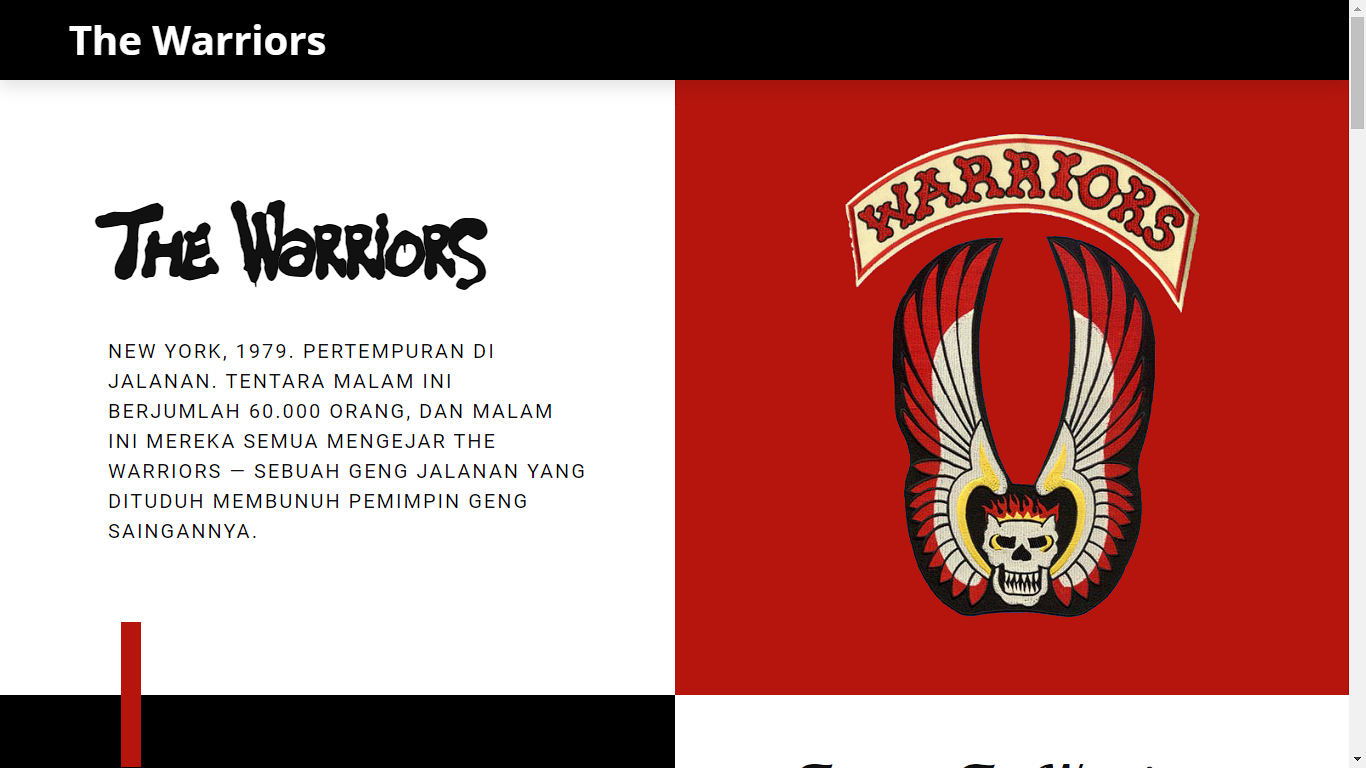 The Warriors
THE WARRIORS
WARRIORS
NEW YORK, 1979. PERTEMPURAN DI
JALANAN. TENTARA MALAM INI
BERJUMLAH 60.000 ORANG, DAN MALAM
INI MEREKA SEMUA MENGEJAR THE
WARRIORS — SEBUAH GENG JALANAN YANG
DITUDUH MEMBUNUH PEMIMPIN GENG
SAINGANNYA.